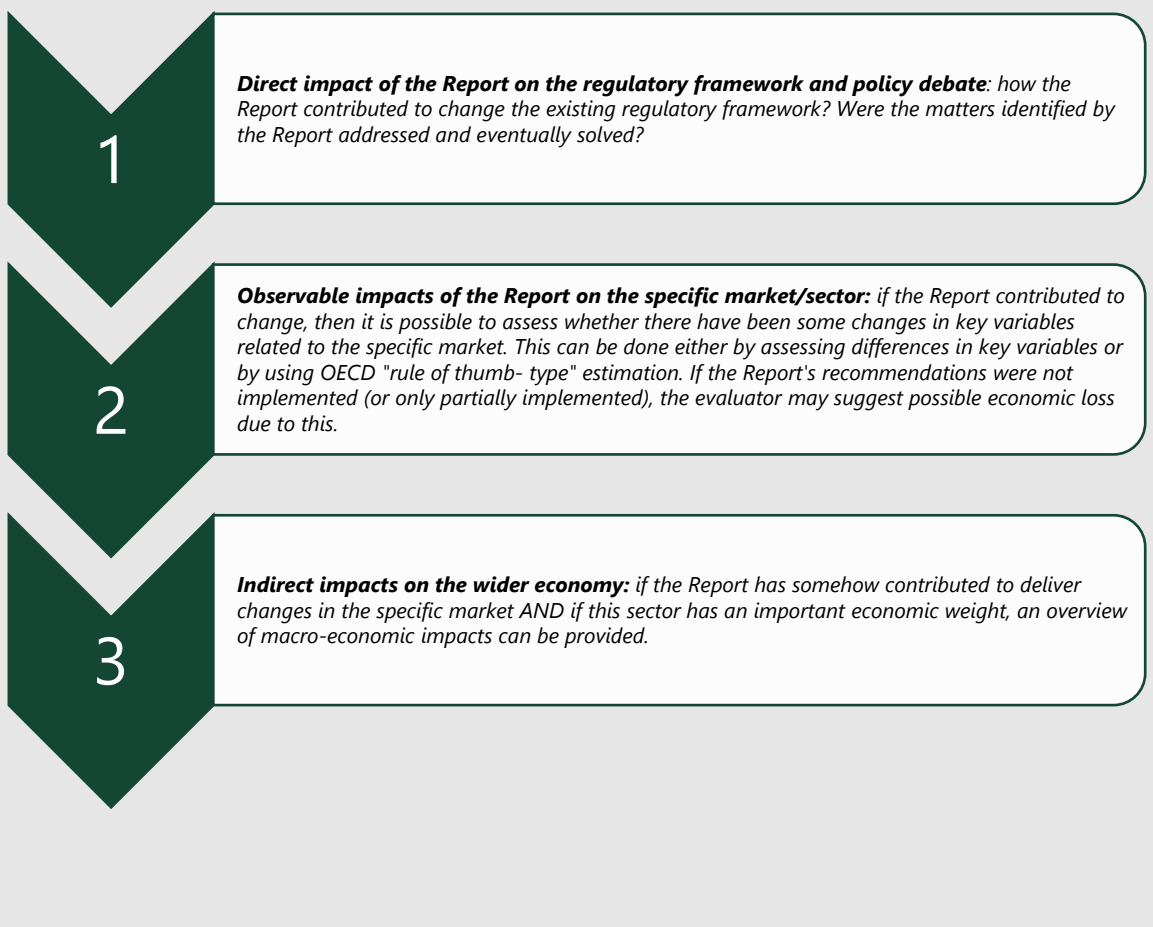 1
Direct impact of the Report on the regulatory framework and policy debate: how the
Report contributed to change the existing regulatory framework? Were the matters identified by
the Report addressed and eventually solved?
2
Observable impacts of the Report on the specific market/sector: if the Report contributed to
change, then it is possible to assess whether there have been some changes in key variables
related to the specific market. This can be done either by assessing differences in key variables or
by using OECD "rule of thumb- type" estimation. If the Report's recommendations were not
implemented (or only partially implemented), the evaluator may suggest possible economic loss
due to this.
3
Indirect impacts on the wider economy: if the Report has somehow contributed to deliver
changes in the specific market AND if this sector has an important economic weight, an overview
of macro-economic impacts can be provided.